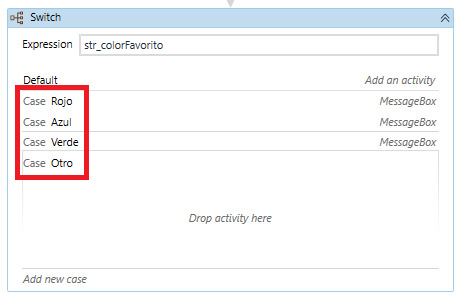 Switch
Expression str_colorFavorito
Default Add an activity
Case Rojo MessageBox
Case Azul MessageBox
Case Verde MessageBox
Case Otro
Drop activity here
Add new case